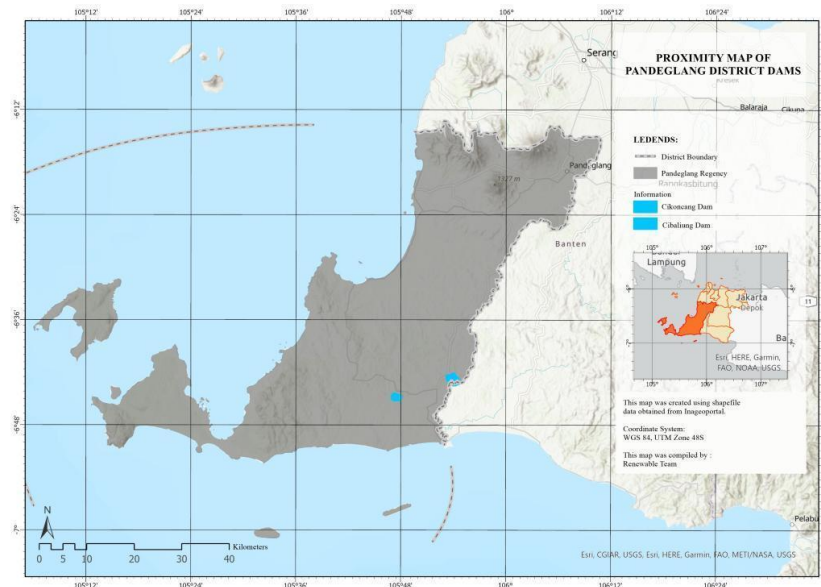 105°12' 105°24' 105°36' 105°48' 106° 106°12' 106°24'
Serang
PROXIMITY MAP OF
PANDEGLANG DISTRICT DAMS
-6°12'
Balaraja Cikupa
LEDENDS:
District Boundary
Pandeglang
Pandeglang Regency
Rangkasbitung
Information
Cikoncang Dam
Cibaliung Dam
-6°24'
Banten
105° 106° 107°
Lampung
Jakarta
Depok
Ba
11
Esri, HERE, Garmin,
FAO, NOAA, USGS
105° 106° 107°
-6°36'
-6°48'
This map was created using shapefile
data obtained from Inageoportal.
Coordinate System:
WGS 84, UTM Zone 48S
This map was compiled by :
Renewable Team
-7°
N
Kilometers
0 5 10 20 30 40
Pelabu
Esri, CGIAR, USGS, Esri, HERE, Garmin, FAO, METI/NASA, USGS
105°12' 105°24' 105°36' 105°48' 106° 106°12' 106°24'